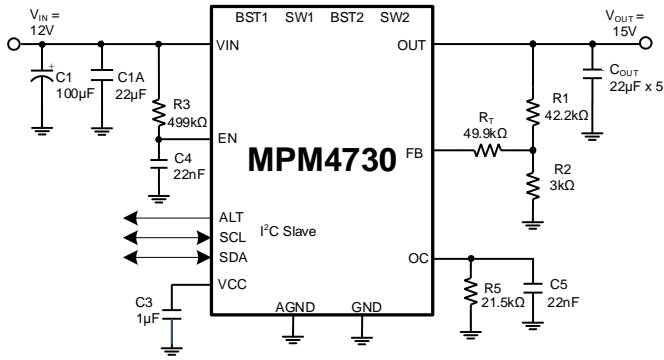 BST1 SW1 BST2 SW2
VIN =
12V
VOUT =
15V
VIN
OUT
C1
100µF
C1A
22µF
R3
499kΩ
COUT
22µF x 5
R1
42.2kΩ
RT
49.9kΩ
EN
MPM4730
FB
C4
22nF
R2
3kΩ
ALT
SCL
I²C Slave
SDA
OC
VCC
C3
1µF
R5
21.5kΩ
C5
22nF
AGND GND